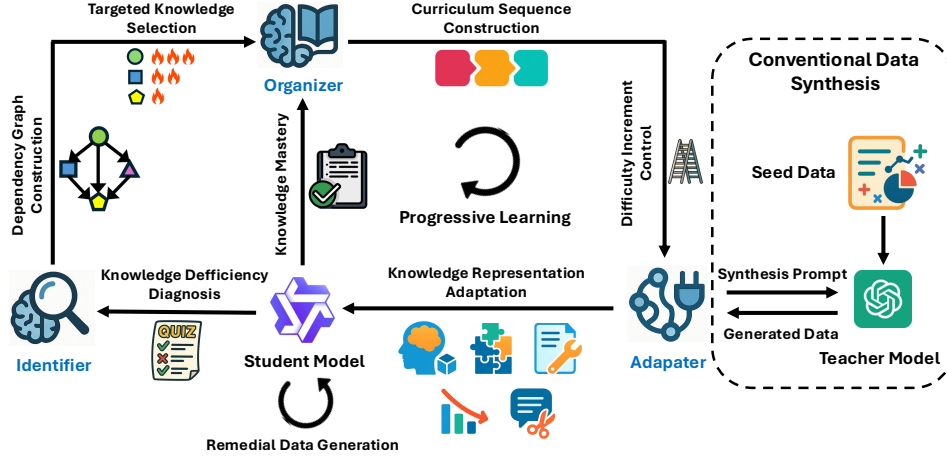 Targeted Knowledge
Selection
Curriculum Sequence
Construction
Organizer
Conventional Data
Synthesis
Dependency Graph
Construction
Knowledge Mastery
Progressive Learning
Difficulty Increment
Control
Seed Data
Knowledge Defficiency
Diagnosis
Knowledge Representation
Adaptation
Synthesis Prompt
Generated Data
QUIZ
Identifier
Student Model
Adapater
Teacher Model
Remedial Data Generation